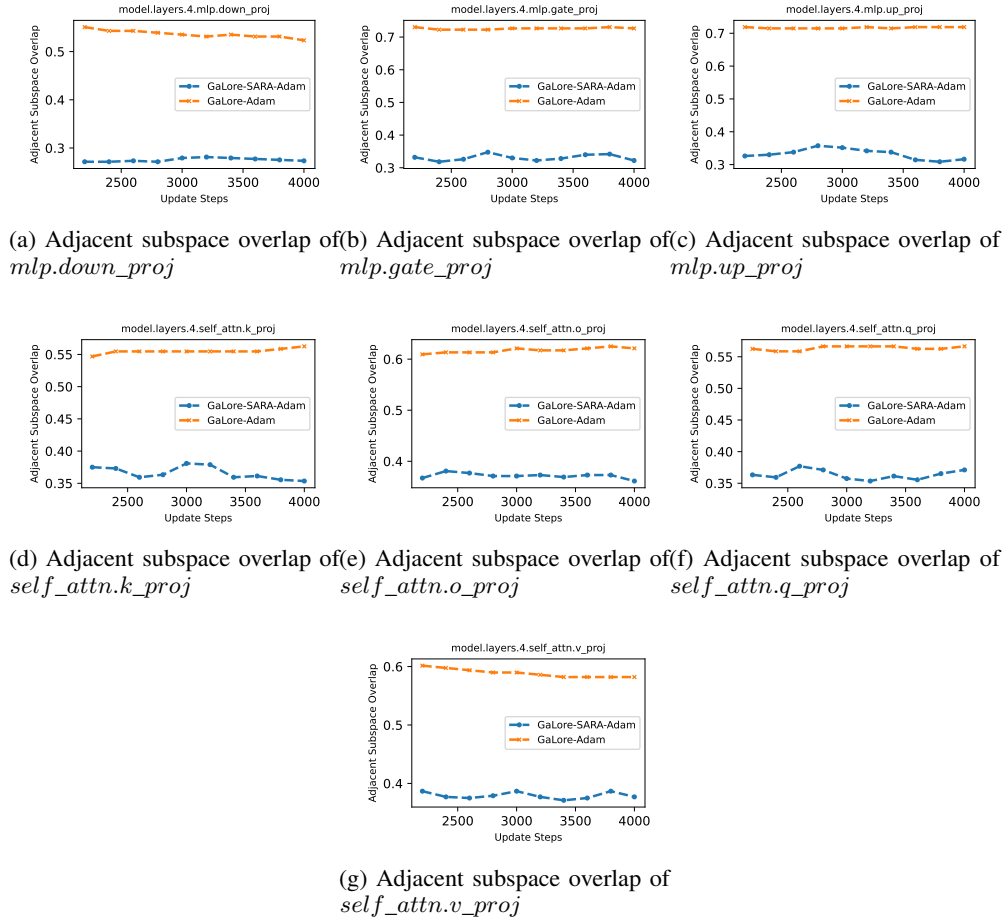 model.layers.4.mlp.down_proj
Adjacent Subspace Overlap
0.5
0.4
0.3
GaLore-SARA-Adam
GaLore-Adam
2500 3000 3500 4000
Update Steps
(a) Adjacent subspace overlap of
mlp.down_proj
model.layers.4.mlp.gate_proj
Adjacent Subspace Overlap
0.7
0.6
0.5
0.4
0.3
GaLore-SARA-Adam
GaLore-Adam
2500 3000 3500 4000
Update Steps
(b) Adjacent subspace overlap of
mlp.gate_proj
model.layers.4.mlp.up_proj
Adjacent Subspace Overlap
0.7
0.6
0.5
0.4
0.3
GaLore-SARA-Adam
GaLore-Adam
2500 3000 3500 4000
Update Steps
(c) Adjacent subspace overlap of
mlp.up_proj
model.layers.4.self_attn.k_proj
Adjacent Subspace Overlap
0.55
0.50
0.45
0.40
0.35
GaLore-SARA-Adam
GaLore-Adam
2500 3000 3500 4000
Update Steps
(d) Adjacent subspace overlap of
self_attn.k_proj
model.layers.4.self_attn.o_proj
Adjacent Subspace Overlap
0.6
0.5
0.4
GaLore-SARA-Adam
GaLore-Adam
2500 3000 3500 4000
Update Steps
(e) Adjacent subspace overlap of
self_attn.o_proj
model.layers.4.self_attn.q_proj
Adjacent Subspace Overlap
0.55
0.50
0.45
0.40
0.35
GaLore-SARA-Adam
GaLore-Adam
2500 3000 3500 4000
Update Steps
(f) Adjacent subspace overlap of
self_attn.q_proj
model.layers.4.self_attn.v_proj
Adjacent Subspace Overlap
0.6
0.5
0.4
GaLore-SARA-Adam
GaLore-Adam
2500 3000 3500 4000
Update Steps
(g) Adjacent subspace overlap of
self_attn.v_proj